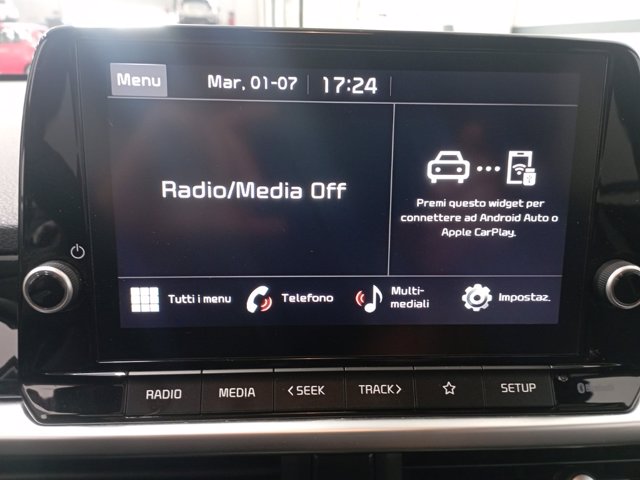 Menu
Mar, 01-07
17:24
Radio/Media Off
Premi questo widget per
connettere ad Android Auto o
Apple CarPlay.
Tutti i menu
Telefono
Multi-
mediali
Impostaz.
RADIO
MEDIA
<SEEK
TRACK>
SETUP
Bluetooth